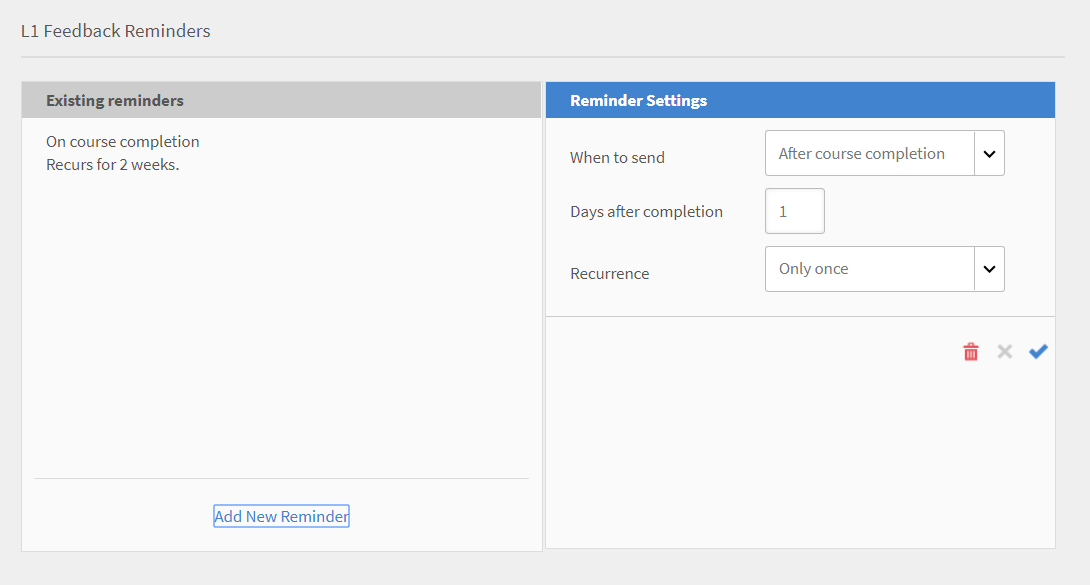 L1 Feedback Reminders
Existing reminders
On course completion
Recurs for 2 weeks.
Add New Reminder
Reminder Settings
When to send
After course completion
Days after completion
1
Recurrence
Only once